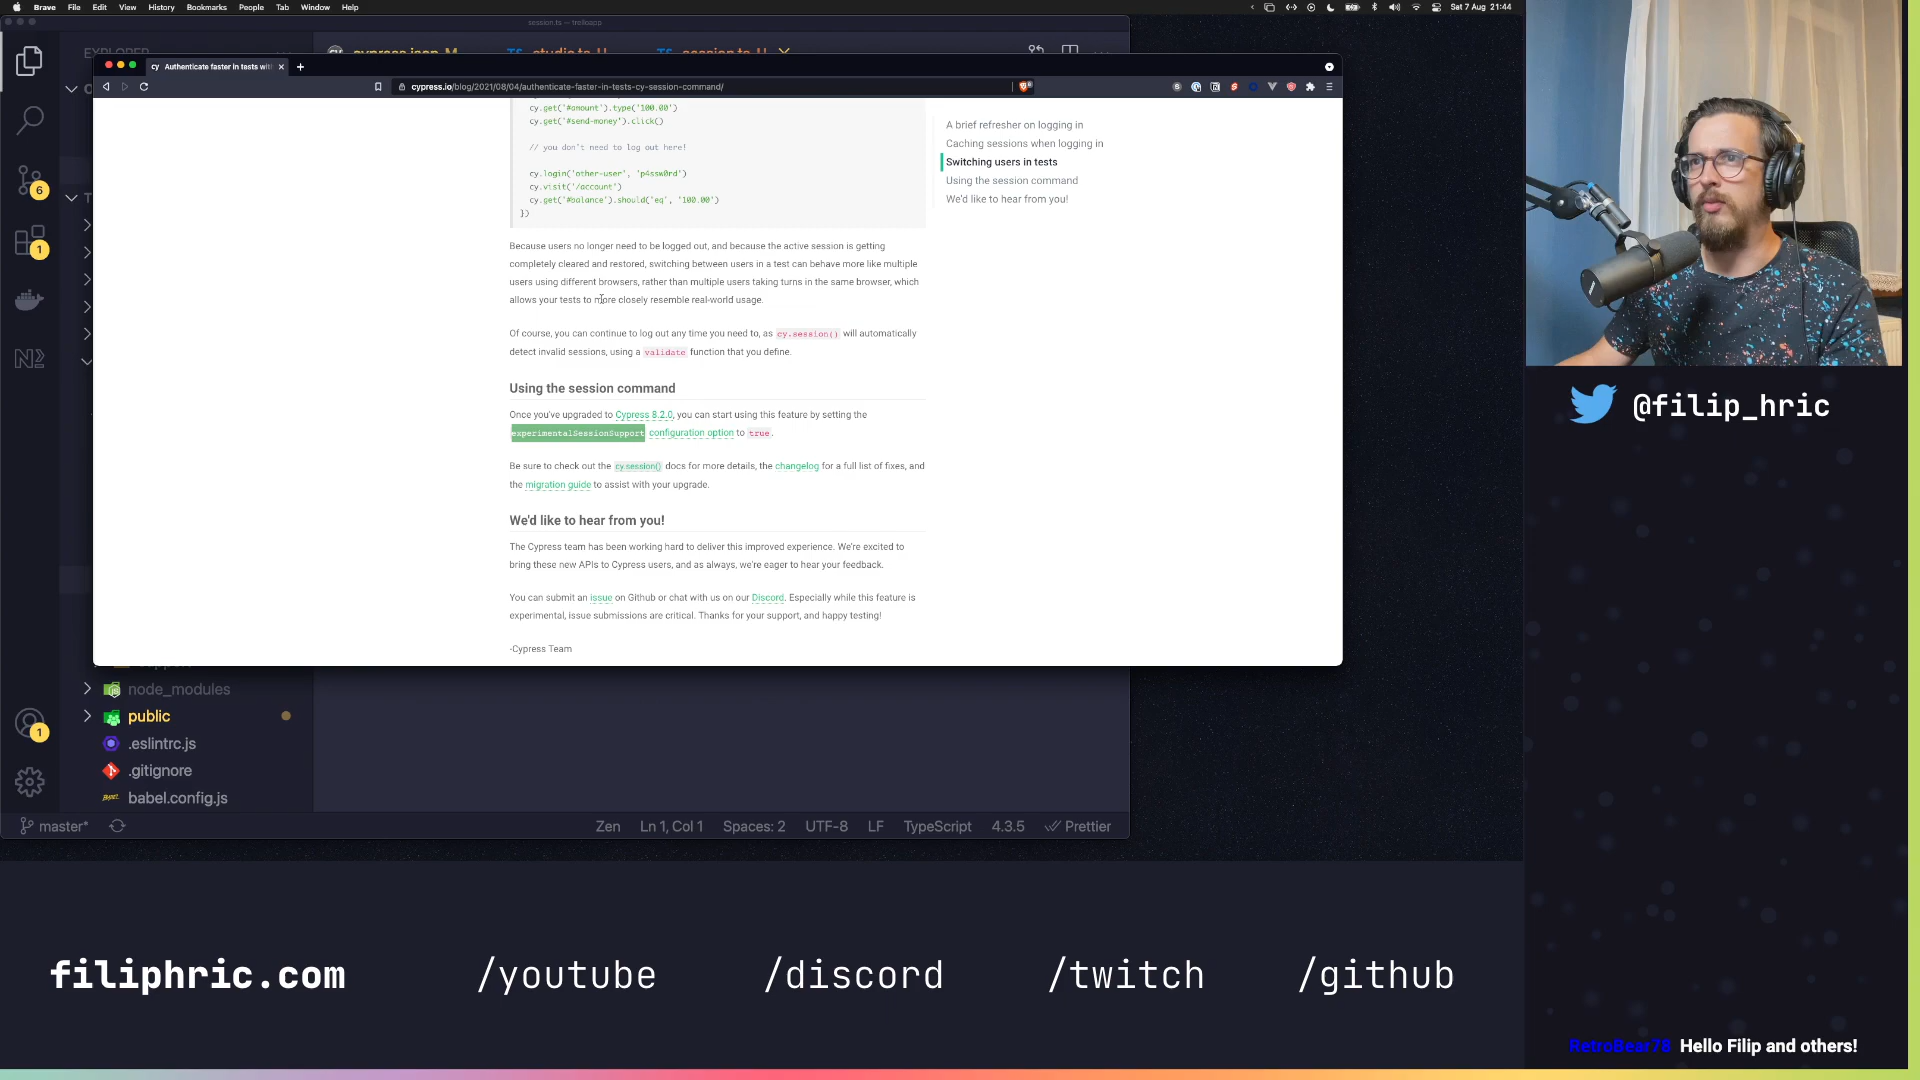 Brave File Edit View History Bookmarks People Tab Window Help
Sat 7 Aug 21:44
session.ts — trelloapp
EXPLORER
cypress.json M
TS studio.ts U
TS session.ts U
cy Authenticate faster in tests wit
cypress.io/blog/2021/08/04/authenticate-faster-in-tests-cy-session-command/
cy.get('#amount').type('100.00')
cy.get('#send-money').click()
// you don't need to log out here!
cy.login('other-user', 'p4ssw0rd')
cy.visit('/account')
cy.get('#balance').should('eq', '100.00')
})
A brief refresher on logging in
Caching sessions when logging in
Switching users in tests
Using the session command
We'd like to hear from you!
Because users no longer need to be logged out, and because the active session is getting
completely cleared and restored, switching between users in a test can behave more like multiple
users using different browsers, rather than multiple users taking turns in the same browser, which
allows your tests to more closely resemble real-world usage.
Of course, you can continue to log out any time you need to, as cy.session() will automatically
detect invalid sessions, using a validate function that you define.
Using the session command
Once you've upgraded to Cypress 8.2.0, you can start using this feature by setting the
experimentalSessionSupport configuration option to true.
Be sure to check out the cy.session() docs for more details, the changelog for a full list of fixes, and
the migration guide to assist with your upgrade.
We'd like to hear from you!
The Cypress team has been working hard to deliver this improved experience. We're excited to
bring these new APIs to Cypress users, and as always, we're eager to hear your feedback.
You can submit an issue on Github or chat with us on our Discord. Especially while this feature is
experimental, issue submissions are critical. Thanks for your support, and happy testing!
-Cypress Team
6
1
1
node_modules
public
.eslintrc.js
.gitignore
babel.config.js
master*
Zen Ln 1, Col 1 Spaces: 2 UTF-8 LF TypeScript 4.3.5 Prettier
@filip_hric
filiphric.com /youtube /discord /twitch /github
RetroBear78 Hello Filip and others!